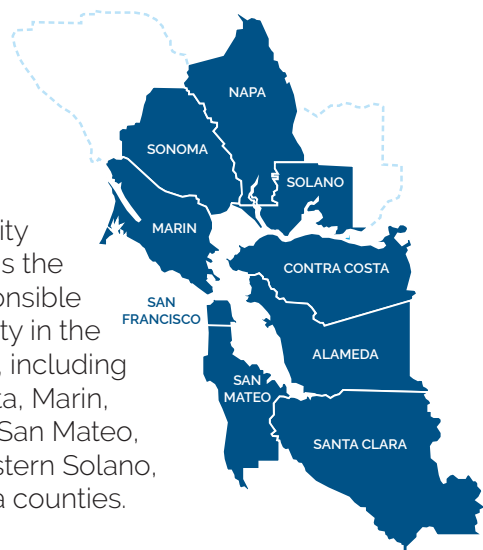 ity
s the
onsible
ty in the
, including
ta, Marin,
San Mateo,
stern Solano,
a counties.
NAPA
SONOMA
SOLANO
MARIN
CONTRA COSTA
SAN
FRANCISCO
ALAMEDA
SAN
MATEO
SANTA CLARA